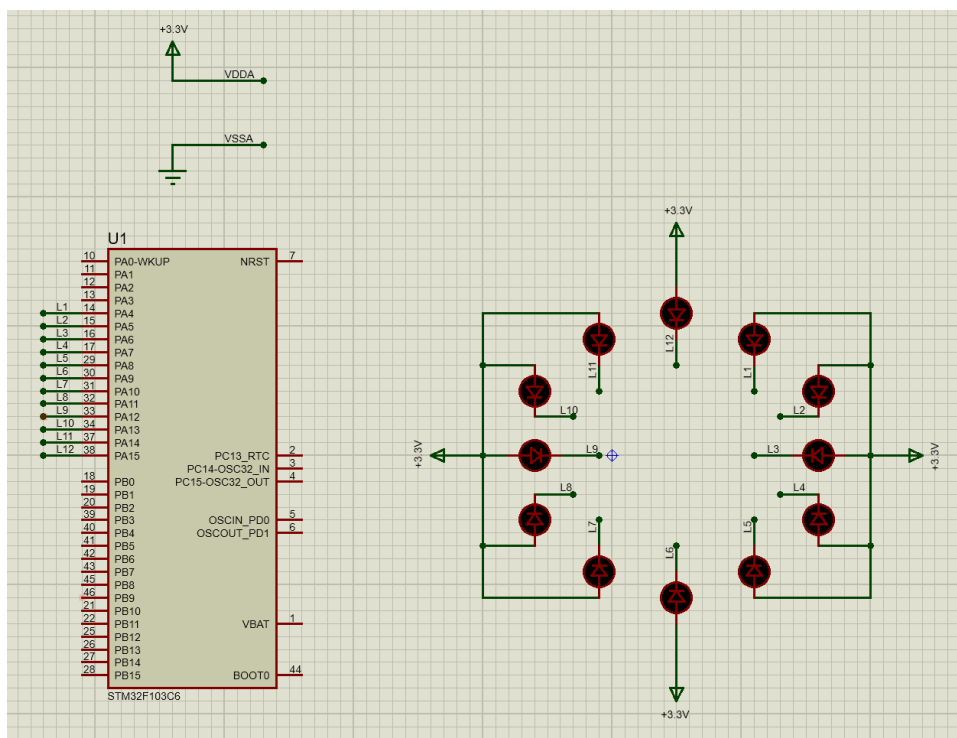 +3.3V
VDDA
VSSA
U1
10 PA0-WKUP NRST 7
11 PA1
12 PA2
13 PA3
L1 14 PA4
L2 15 PA5
L3 16 PA6
L4 17 PA7
L5 29 PA8
L6 30 PA9
L7 31 PA10
L8 32 PA11
L9 33 PA12
L10 34 PA13
L11 37 PA14
L12 38 PA15
PC13_RTC 2
PC14-OSC32_IN 3
PC15-OSC32_OUT 4
18 PB0
19 PB1
20 PB2
39 PB3
40 PB4
41 PB5
42 PB6
43 PB7
45 PB8
46 PB9
21 PB10
22 PB11
25 PB12
26 PB13
27 PB14
28 PB15
OSCIN_PD0 5
OSCOUT_PD1 6
VBAT 1
BOOT0 44
STM32F103C6
+3.3V
L12
L11
L1
L10
L2
+3.3V
L9
L3
+3.3V
L8
L4
L7
L5
L6
+3.3V